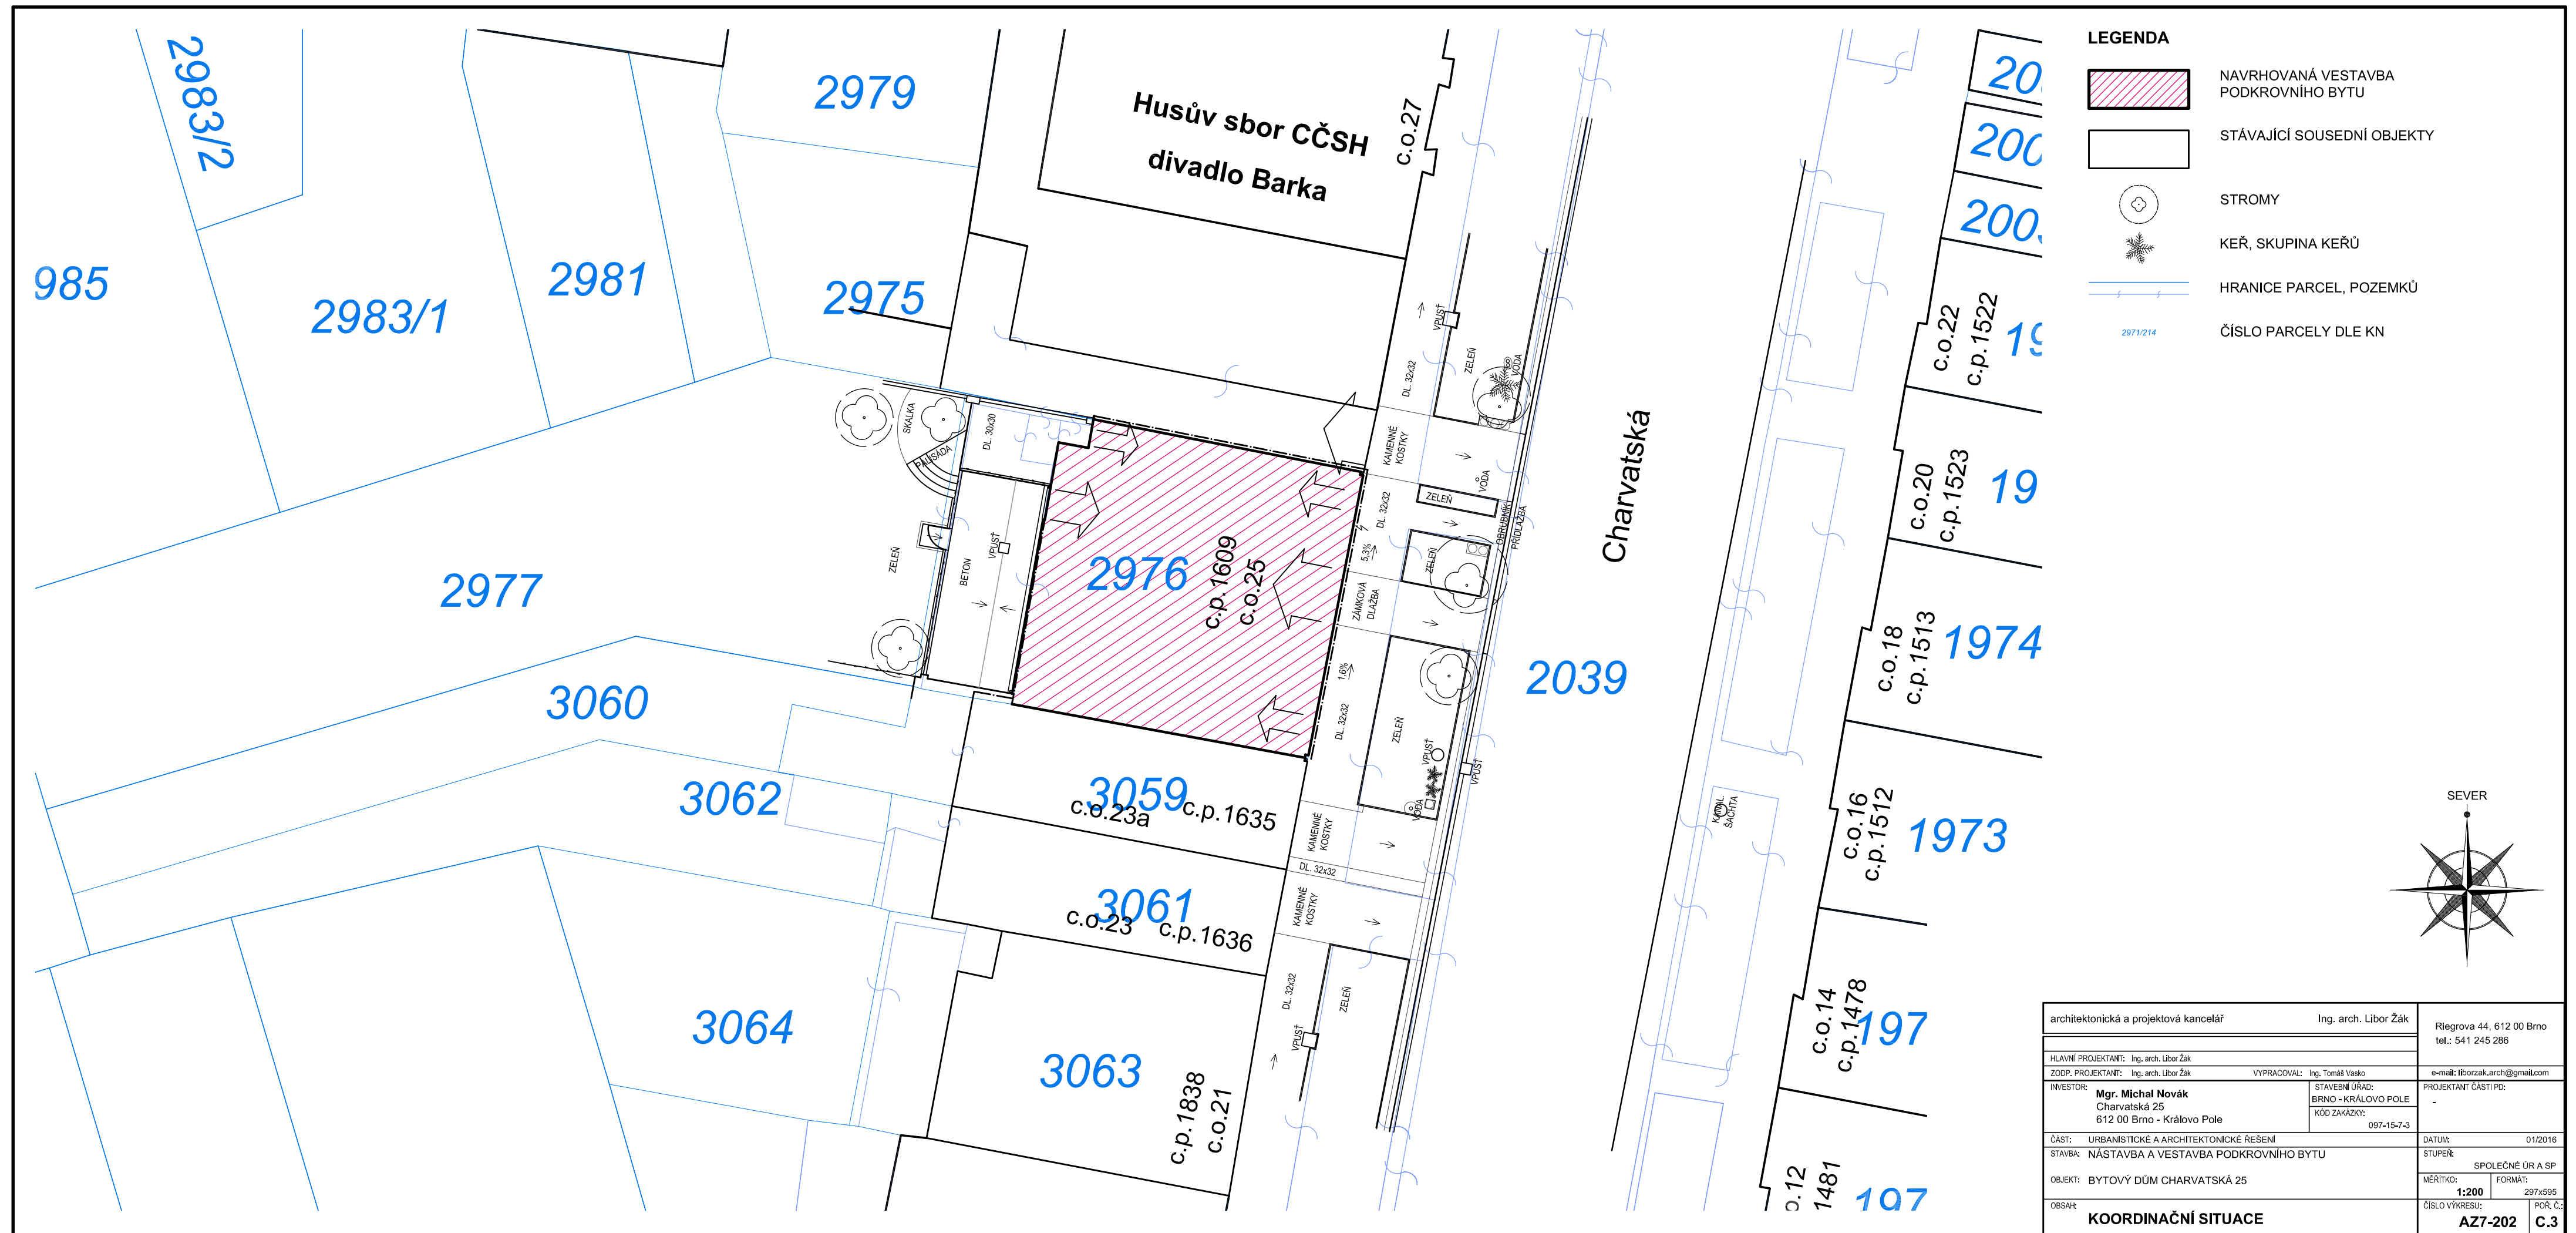 2983/2
985
2983/1
2981
2979
2975
Husův sbor CČSH
divadlo Barka
c.o.27
2977
3060
3062
3064
2976
c.p.1609
c.o.25
3059
c.o.23a
c.p.1635
3061
c.o.23
c.p.1636
3063
c.p.1838
c.o.21
SKALKA
PALISÁDA
DL. 30x30
ZELEŇ
BETON
VPUSŤ
VPUSŤ
DL. 32x32
ZELEŇ
VODA
KAMENNÉ
KOSTKY
VODA
DL. 32x32
ZELEŇ
OBRUBNÍK
PŘÍDLAŽBA
5,3%
ZELEŇ
ZÁMKOVÁ
DLAŽBA
1,6%
DL. 32x32
ZELEŇ
VPUSŤ
VPUSŤ
VODA
KAMENNÉ
KOSTKY
DL. 32x32
KAMENNÉ
KOSTKY
DL. 32x32
ZELEŇ
VPUSŤ
Charvatská
2039
KANAL.
ŠACHTA
20
200
200
c.o.22
c.p.1522
19
c.o.20
c.p.1523
19
c.o.18
c.p.1513
1974
c.o.16
c.p.1512
1973
c.o.14
c.p.1478
197
o.12
1481
197
LEGENDA
NAVRHOVANÁ VESTAVBA
PODKROVNÍHO BYTU
STÁVAJÍCÍ SOUSEDNÍ OBJEKTY
STROMY
KEŘ, SKUPINA KEŘŮ
HRANICE PARCEL, POZEMKŮ
2971/214
ČÍSLO PARCELY DLE KN
SEVER
architektonická a projektová kancelář
Ing. arch. Libor Žák
Riegrova 44, 612 00 Brno
tel.: 541 245 286
HLAVNÍ PROJEKTANT: Ing. arch. Libor Žák
ZODP. PROJEKTANT: Ing. arch. Libor Žák
VYPRACOVAL: Ing. Tomáš Vasko
e-mail: liborzak.arch@gmail.com
INVESTOR:
Mgr. Michal Novák
Charvatská 25
612 00 Brno - Královo Pole
STAVEBNÍ ÚŘAD:
BRNO - KRÁLOVO POLE
KÓD ZAKÁZKY:
097-15-7-3
PROJEKTANT ČÁSTI PD:
-
ČÁST: URBANISTICKÉ A ARCHITEKTONICKÉ ŘEŠENÍ
DATUM: 01/2016
STAVBA: NÁSTAVBA A VESTAVBA PODKROVNÍHO BYTU
STUPEŇ:
SPOLEČNÉ ÚR A SP
OBJEKT: BYTOVÝ DŮM CHARVATSKÁ 25
MĚŘÍTKO:
1:200
FORMÁT:
297x595
OBSAH:
KOORDINAČNÍ SITUACE
ČÍSLO VÝKRESU:
AZ7-202
POŘ. Č.:
C.3